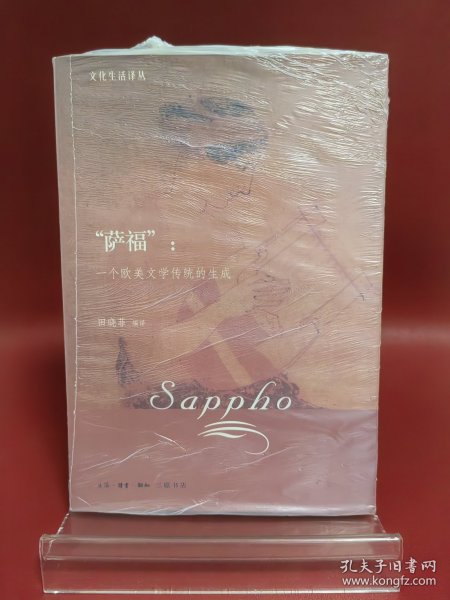 文化生活译丛
“萨福”：
一个欧美文学传统的生成
田晓菲 编译
Sappho
生活·读书·新知 三联书店
孔夫子旧书网
www.kongfz.com